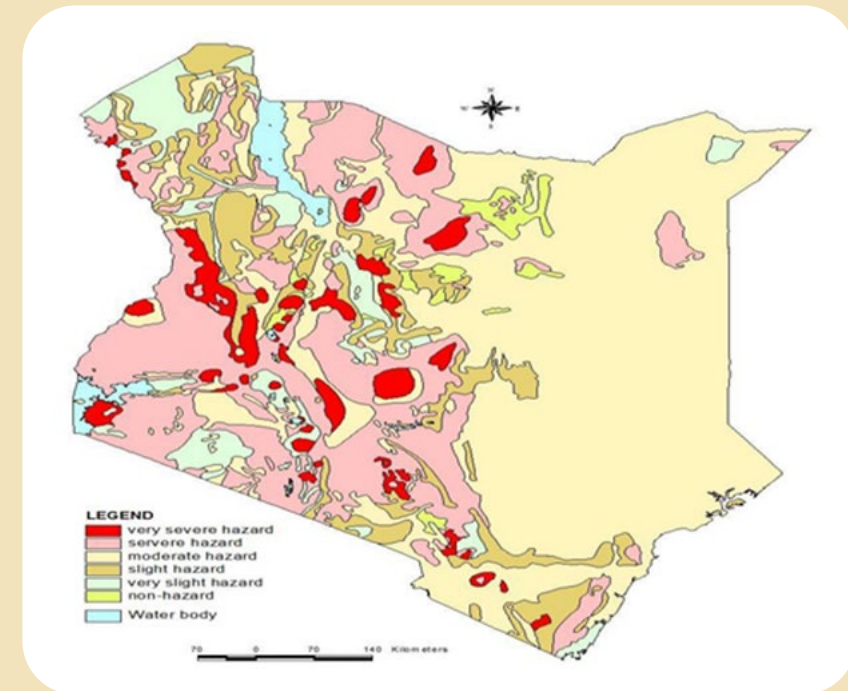 N
W E
S
LEGEND
very severe hazard
servere hazard
moderate hazard
slight hazard
very slight hazard
non-hazard
Water body
70 0 70 140 Kilometers